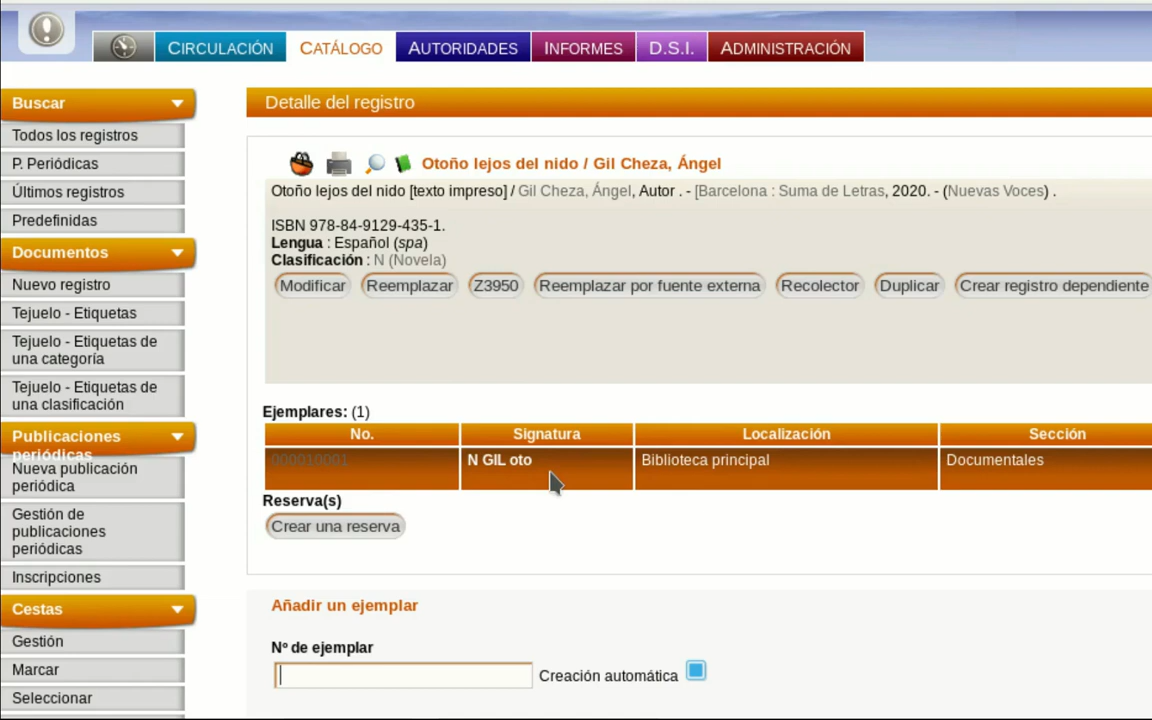 CIRCULACIÓN CATÁLOGO AUTORIDADES INFORMES D.S.I. ADMINISTRACIÓN
Buscar
Todos los registros
P. Periódicas
Últimos registros
Predefinidas
Documentos
Nuevo registro
Tejuelo - Etiquetas
Tejuelo - Etiquetas de
una categoría
Tejuelo - Etiquetas de
una clasificación
Publicaciones
periódicas
Nueva publicación
periódica
Gestión de
publicaciones
periódicas
Inscripciones
Cestas
Gestión
Marcar
Seleccionar
Detalle del registro
Otoño lejos del nido / Gil Cheza, Ángel
Otoño lejos del nido [texto impreso] / Gil Cheza, Ángel, Autor . - [Barcelona : Suma de Letras, 2020. - (Nuevas Voces) .
ISBN 978-84-9129-435-1.
Lengua : Español (spa)
Clasificación : N (Novela)
Modificar Reemplazar Z3950 Reemplazar por fuente externa Recolector Duplicar Crear registro dependiente
Ejemplares: (1)
No. Signatura Localización Sección
000010001 N GIL oto Biblioteca principal Documentales
Reserva(s)
Crear una reserva
Añadir un ejemplar
Nº de ejemplar
Creación automática